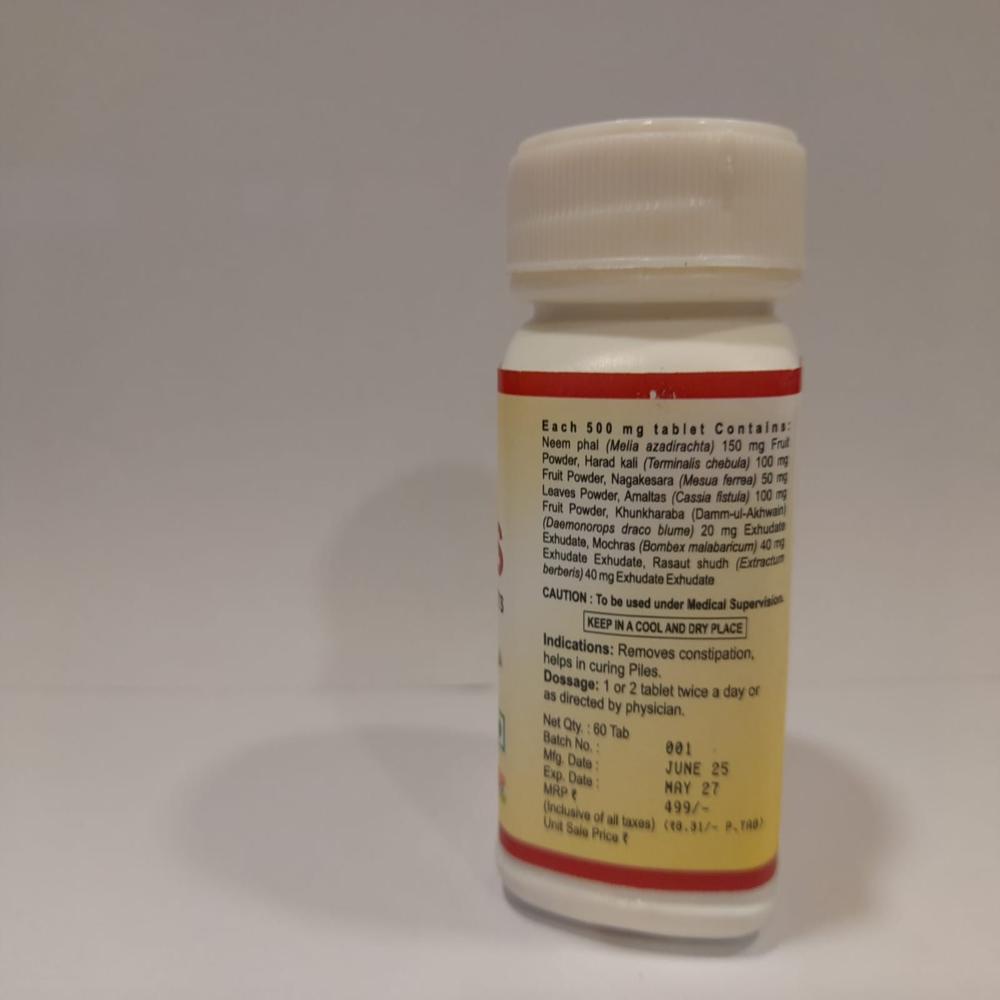 Each 500 mg tablet Contains:
Neem phal (Melia azadirachta) 150 mg Fruit
Powder, Harad kali (Terminalis chebula) 100 mg
Fruit Powder, Nagakesara (Mesua ferrea) 50 mg
Leaves Powder, Amaltas (Cassia fistula) 100 mg
Fruit Powder, Khunkharaba (Damm-ul-Akhwain)
(Daemonorops draco blume) 20 mg Exhudate
Exhudate, Mochras (Bombex malabaricum) 40 mg
Exhudate Exhudate, Rasaut shudh (Extractum
berberis) 40 mg Exhudate Exhudate
CAUTION : To be used under Medical Supervision.
KEEP IN A COOL AND DRY PLACE
Indications: Removes constipation,
helps in curing Piles.
Dossage: 1 or 2 tablet twice a day or
as directed by physician.
Net Qty. : 60 Tab
Batch No. : 001
Mfg. Date : JUNE 25
Exp. Date : MAY 27
MRP ₹ 499/-
(Inclusive of all taxes) (₹8.31/- P.TAB)
Unit Sale Price ₹